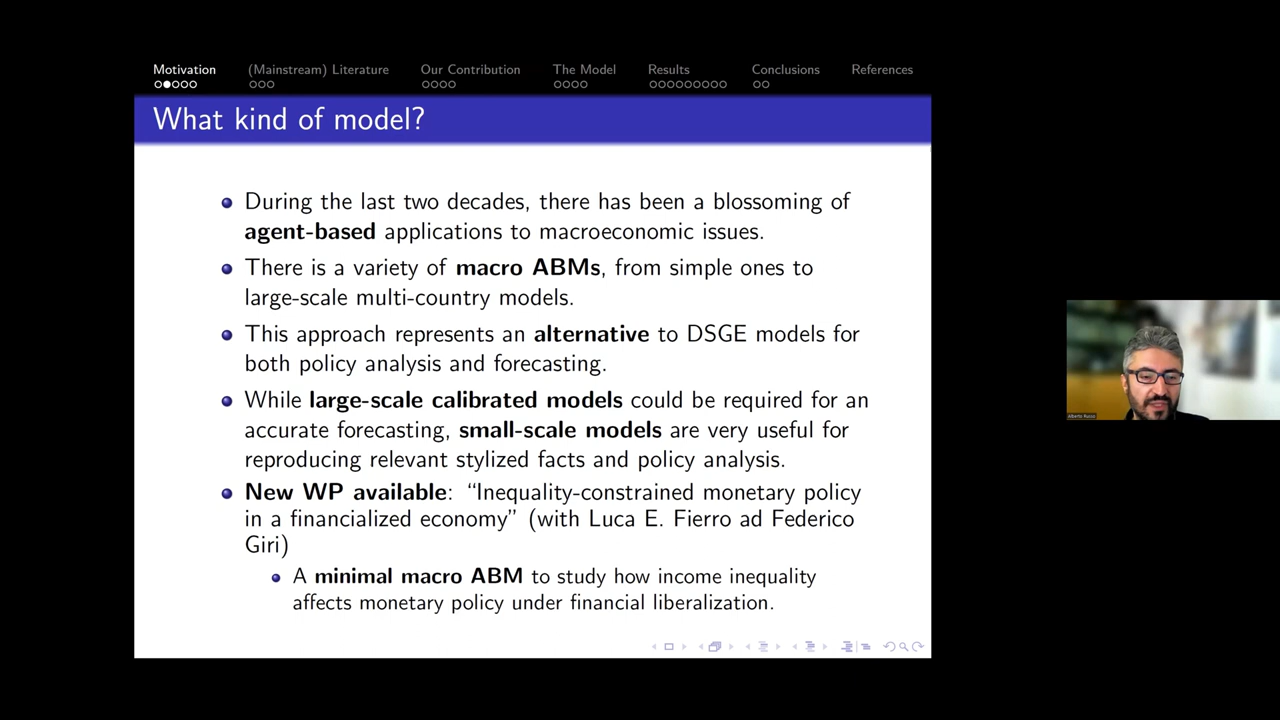 Motivation (Mainstream) Literature Our Contribution The Model Results Conclusions References
What kind of model?
During the last two decades, there has been a blossoming of
agent-based applications to macroeconomic issues.
There is a variety of macro ABMs, from simple ones to
large-scale multi-country models.
This approach represents an alternative to DSGE models for
both policy analysis and forecasting.
While large-scale calibrated models could be required for an
accurate forecasting, small-scale models are very useful for
reproducing relevant stylized facts and policy analysis.
New WP available: “Inequality-constrained monetary policy
in a financialized economy” (with Luca E. Fierro ad Federico
Giri)
A minimal macro ABM to study how income inequality
affects monetary policy under financial liberalization.
Alberto Russo